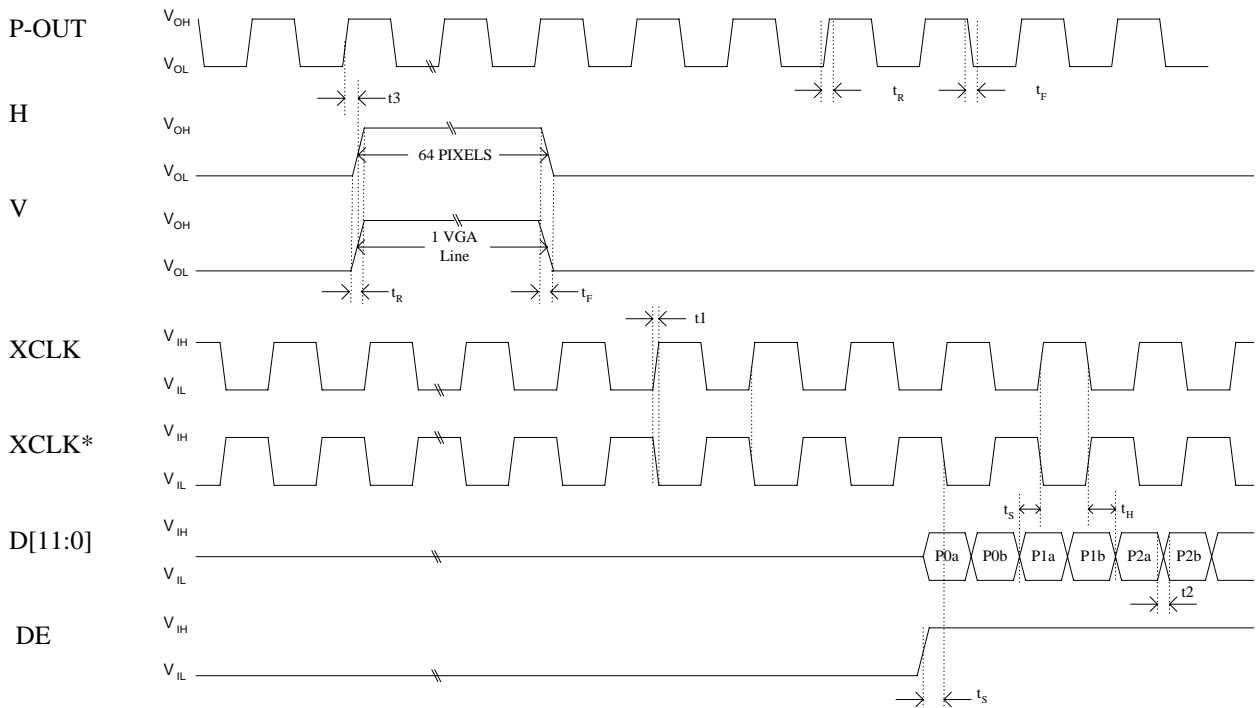 P-OUT
VOH
VOL
tR
tF
t3
H
VOH
VOL
64 PIXELS
V
VOH
VOL
1 VGA
Line
tR
tF
t1
XCLK
VIH
VIL
XCLK*
VIH
VIL
tS
tH
D[11:0]
VIH
VIL
P0a
P0b
P1a
P1b
P2a
P2b
t2
DE
VIH
VIL
tS